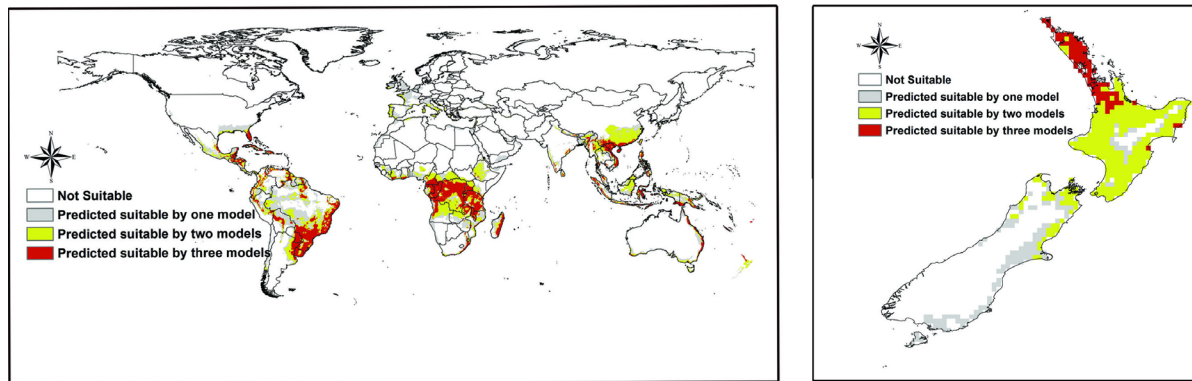 N
W E
S
Not Suitable
Predicted suitable by one model
Predicted suitable by two models
Predicted suitable by three models
N
W E
S
Not Suitable
Predicted suitable by one model
Predicted suitable by two models
Predicted suitable by three models